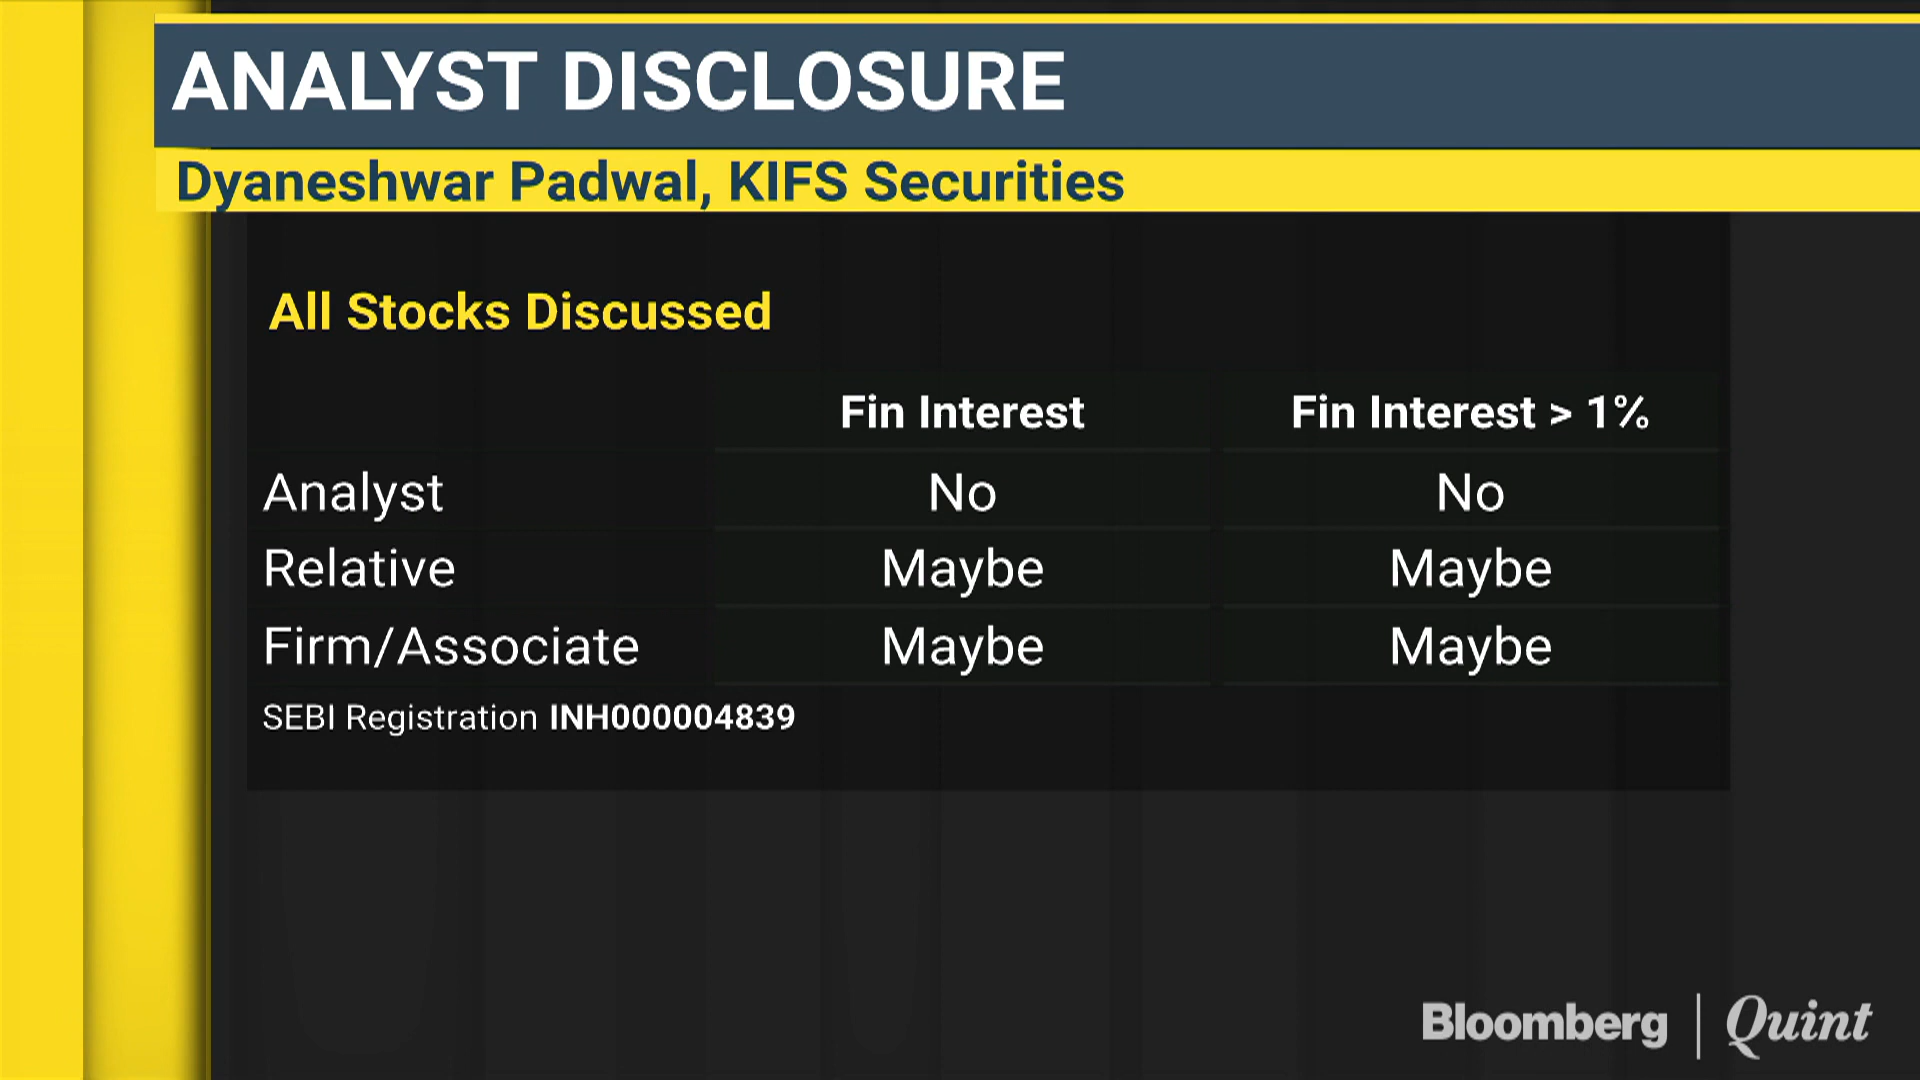 ANALYST DISCLOSURE
Dyaneshwar Padwal, KIFS Securities
All Stocks Discussed
Fin Interest Fin Interest > 1%
Analyst No No
Relative Maybe Maybe
Firm/Associate Maybe Maybe
SEBI Registration INH000004839
Bloomberg | Quint